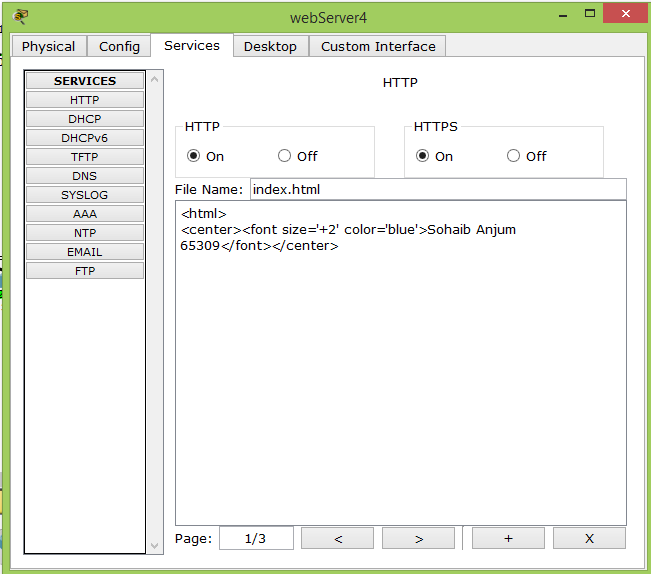 webServer4
Physical Config Services Desktop Custom Interface
SERVICES
HTTP
DHCP
DHCPv6
TFTP
DNS
SYSLOG
AAA
NTP
EMAIL
FTP
HTTP
HTTP HTTPS
On Off On Off
File Name: index.html
<html>
<center><font size='+2' color='blue'>Sohaib Anjum
65309</font></center>
Page: 1/3 < > + X